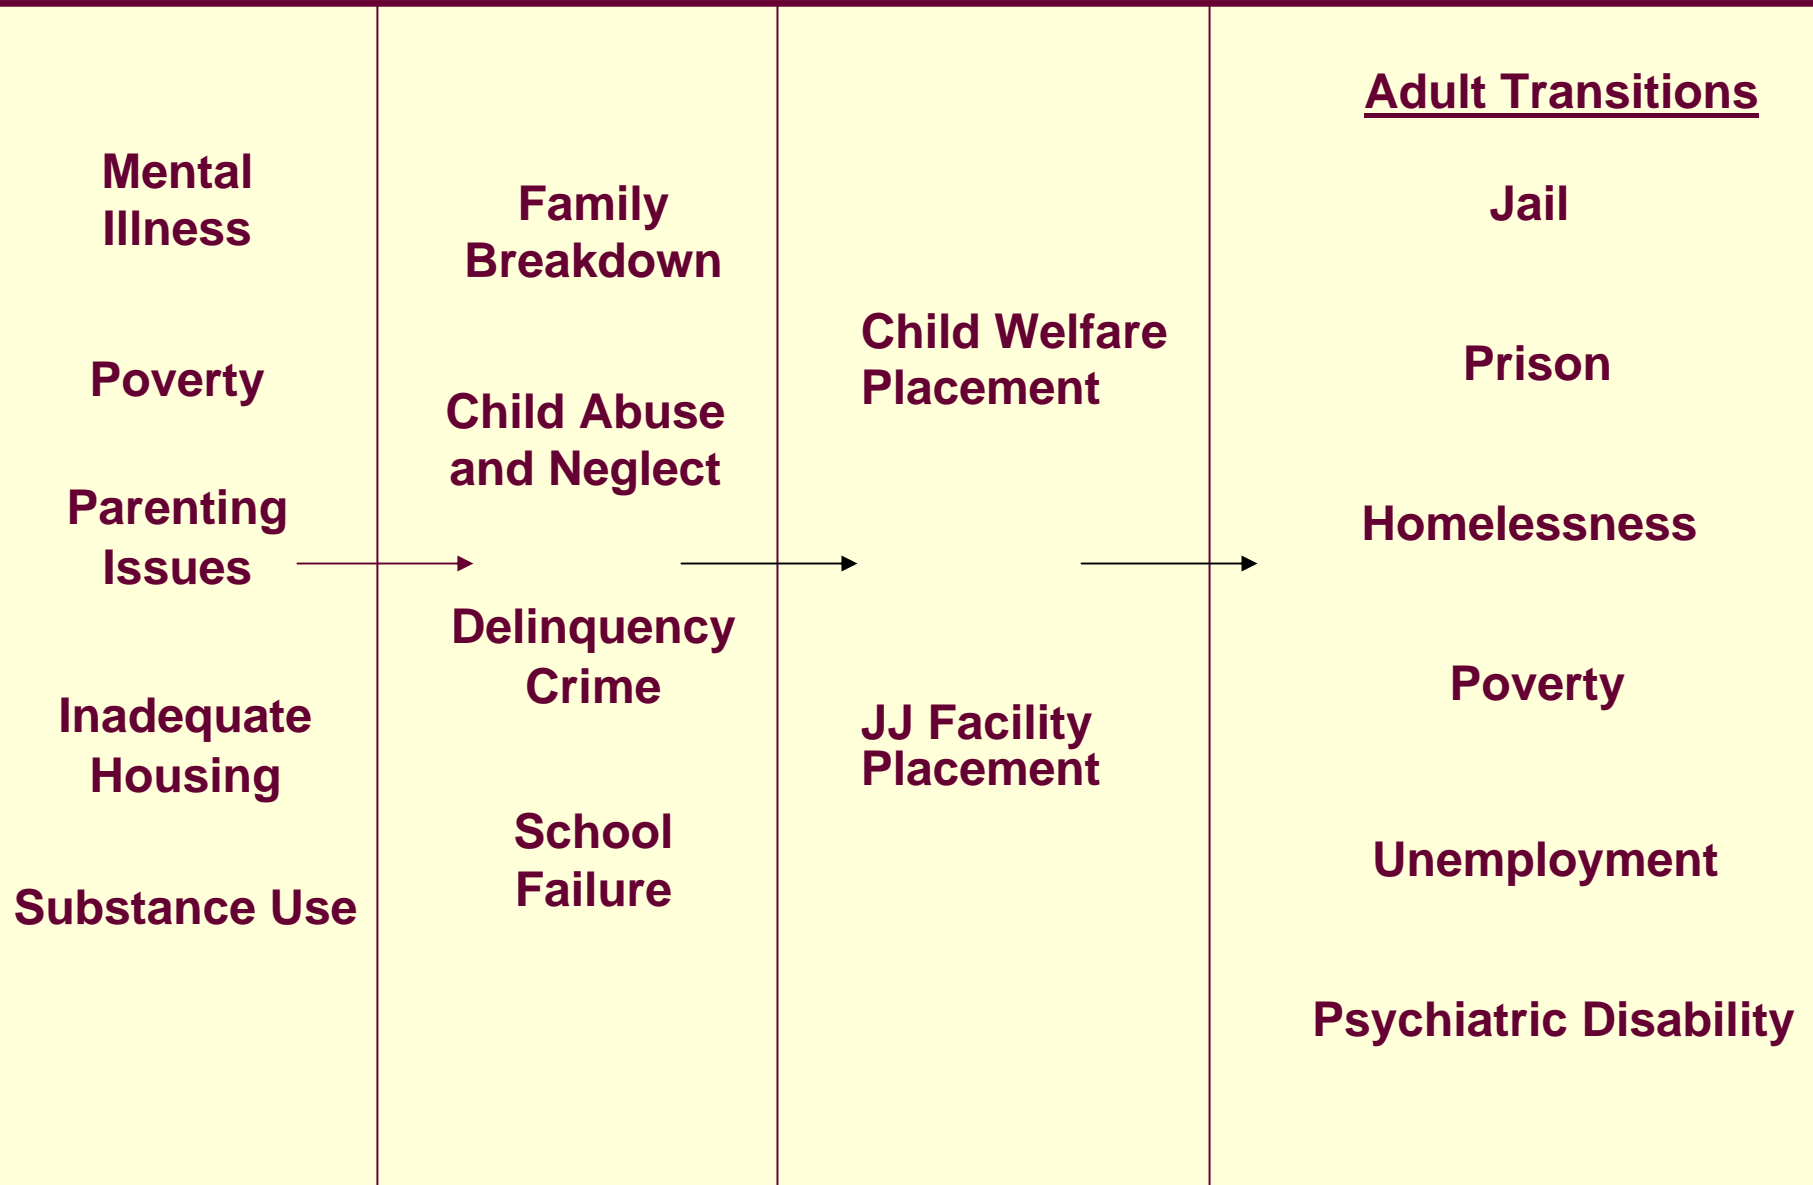 Mental
Illness
Poverty
Parenting
Issues
Inadequate
Housing
Substance Use
Family
Breakdown
Child Abuse
and Neglect
Delinquency
Crime
School
Failure
Child Welfare
Placement
JJ Facility
Placement
Adult Transitions
Jail
Prison
Homelessness
Poverty
Unemployment
Psychiatric Disability